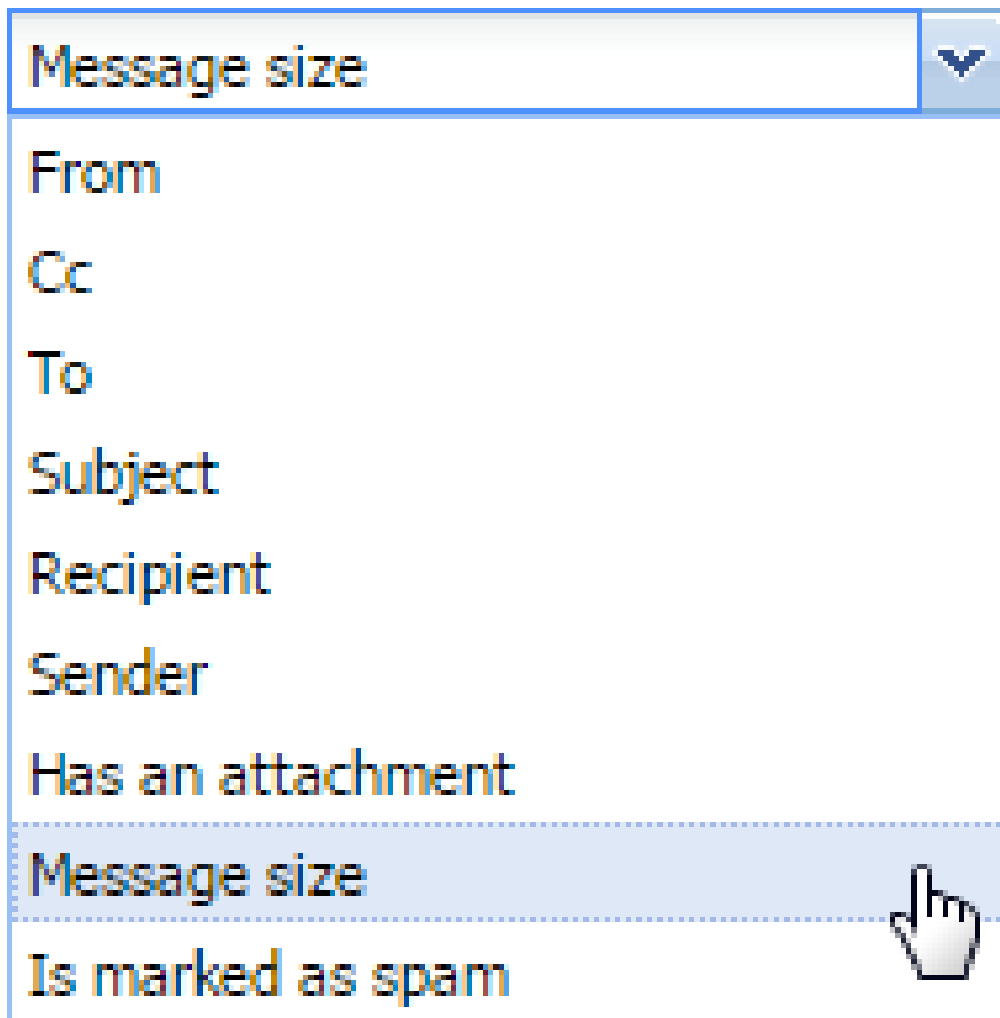 Message size
From
Cc
To
Subject
Recipient
Sender
Has an attachment
Message size
Is marked as spam